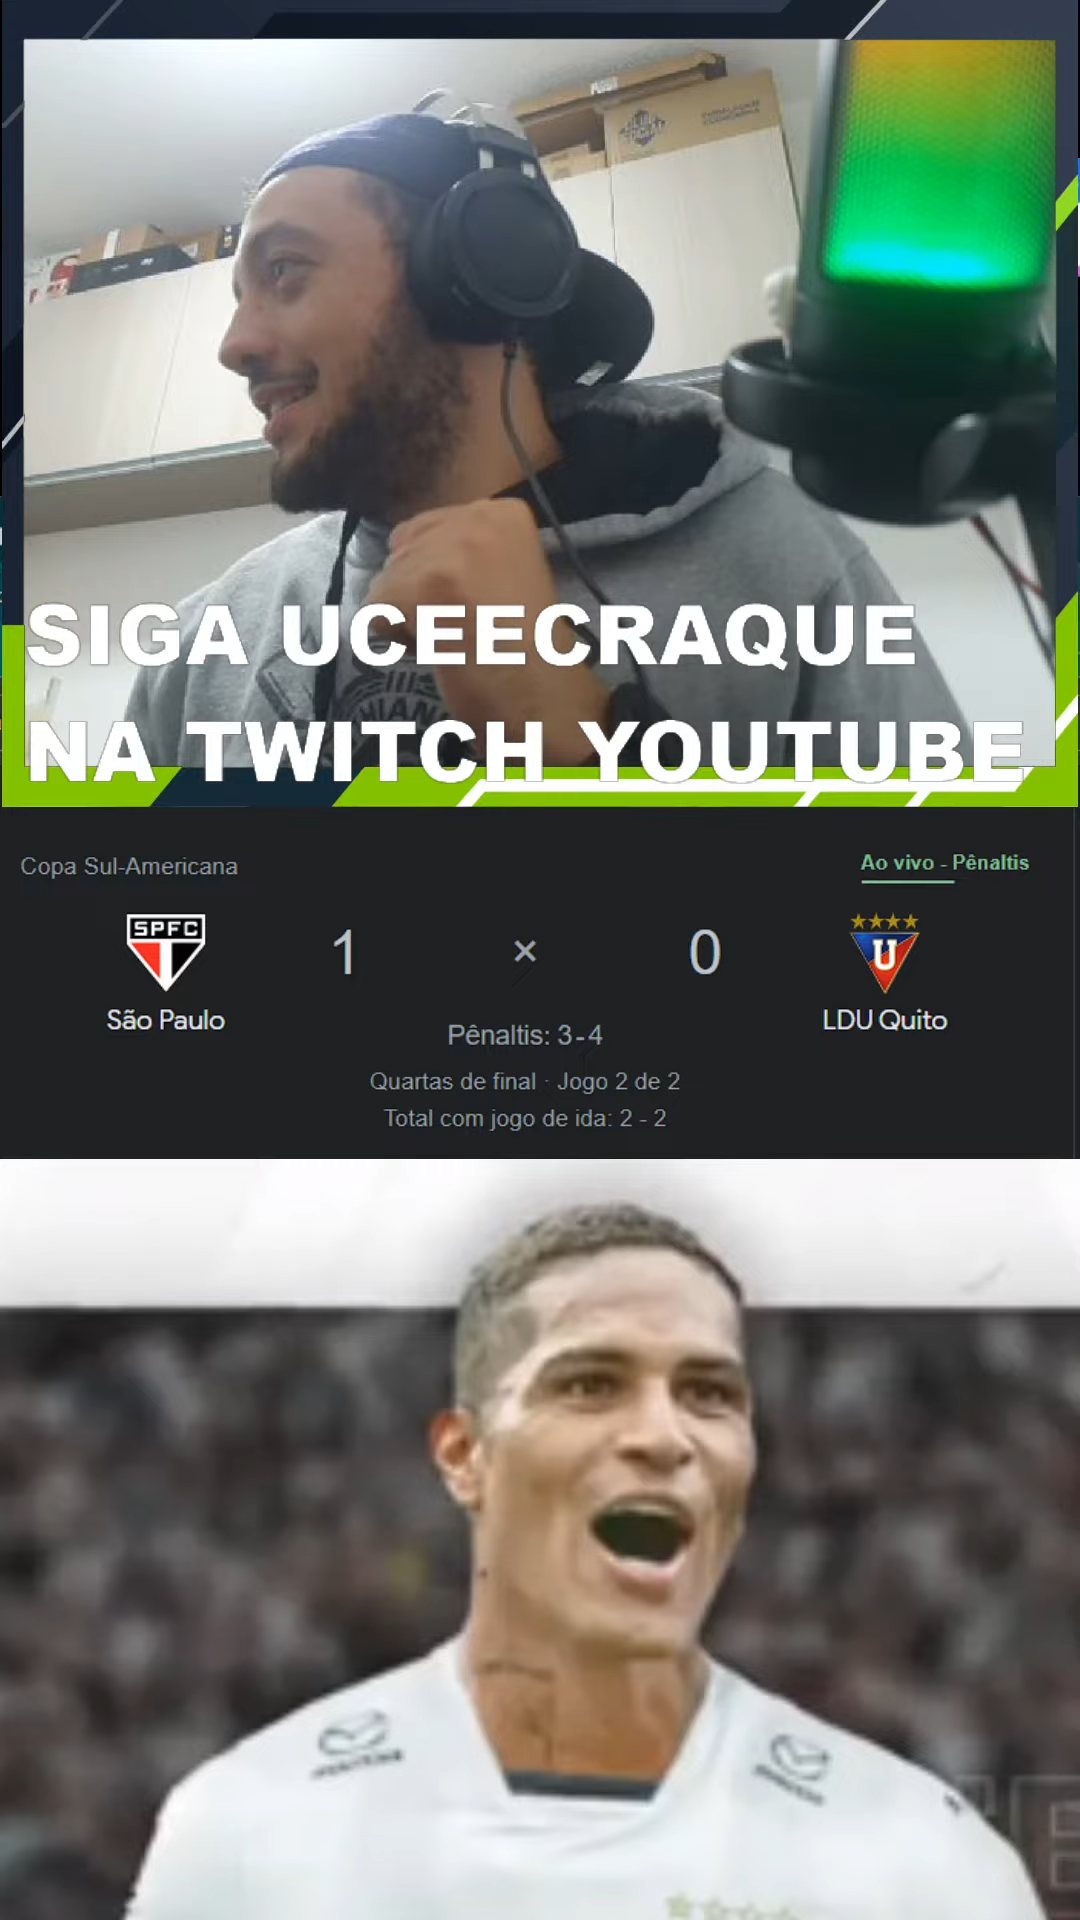 SIGA UCEECRAQUE
NA TWITCH YOUTUBE
Copa Sul-Americana
Ao vivo - Pênaltis
SPFC
1 × 0
U
São Paulo
LDU Quito
Pênaltis: 3 - 4
Quartas de final · Jogo 2 de 2
Total com jogo de ida: 2 - 2